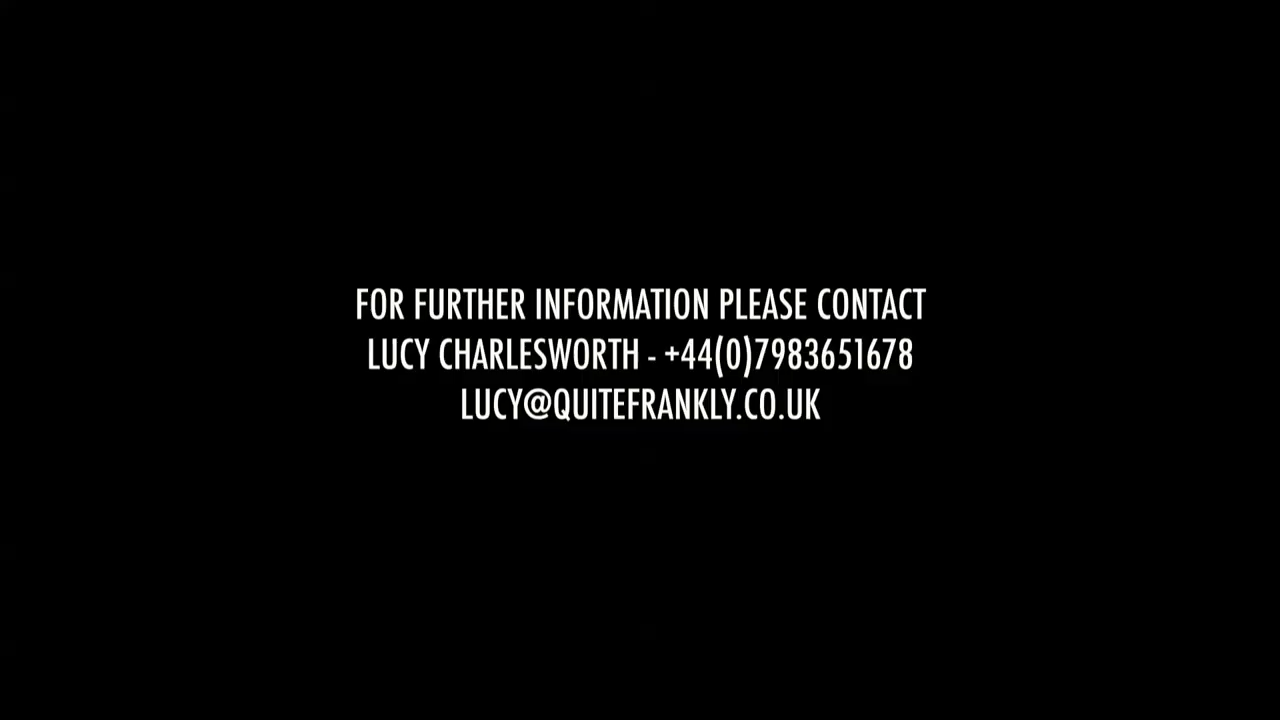 FOR FURTHER INFORMATION PLEASE CONTACT
LUCY CHARLESWORTH - +44(0)7983651678
LUCY@QUITEFRANKLY.CO.UK